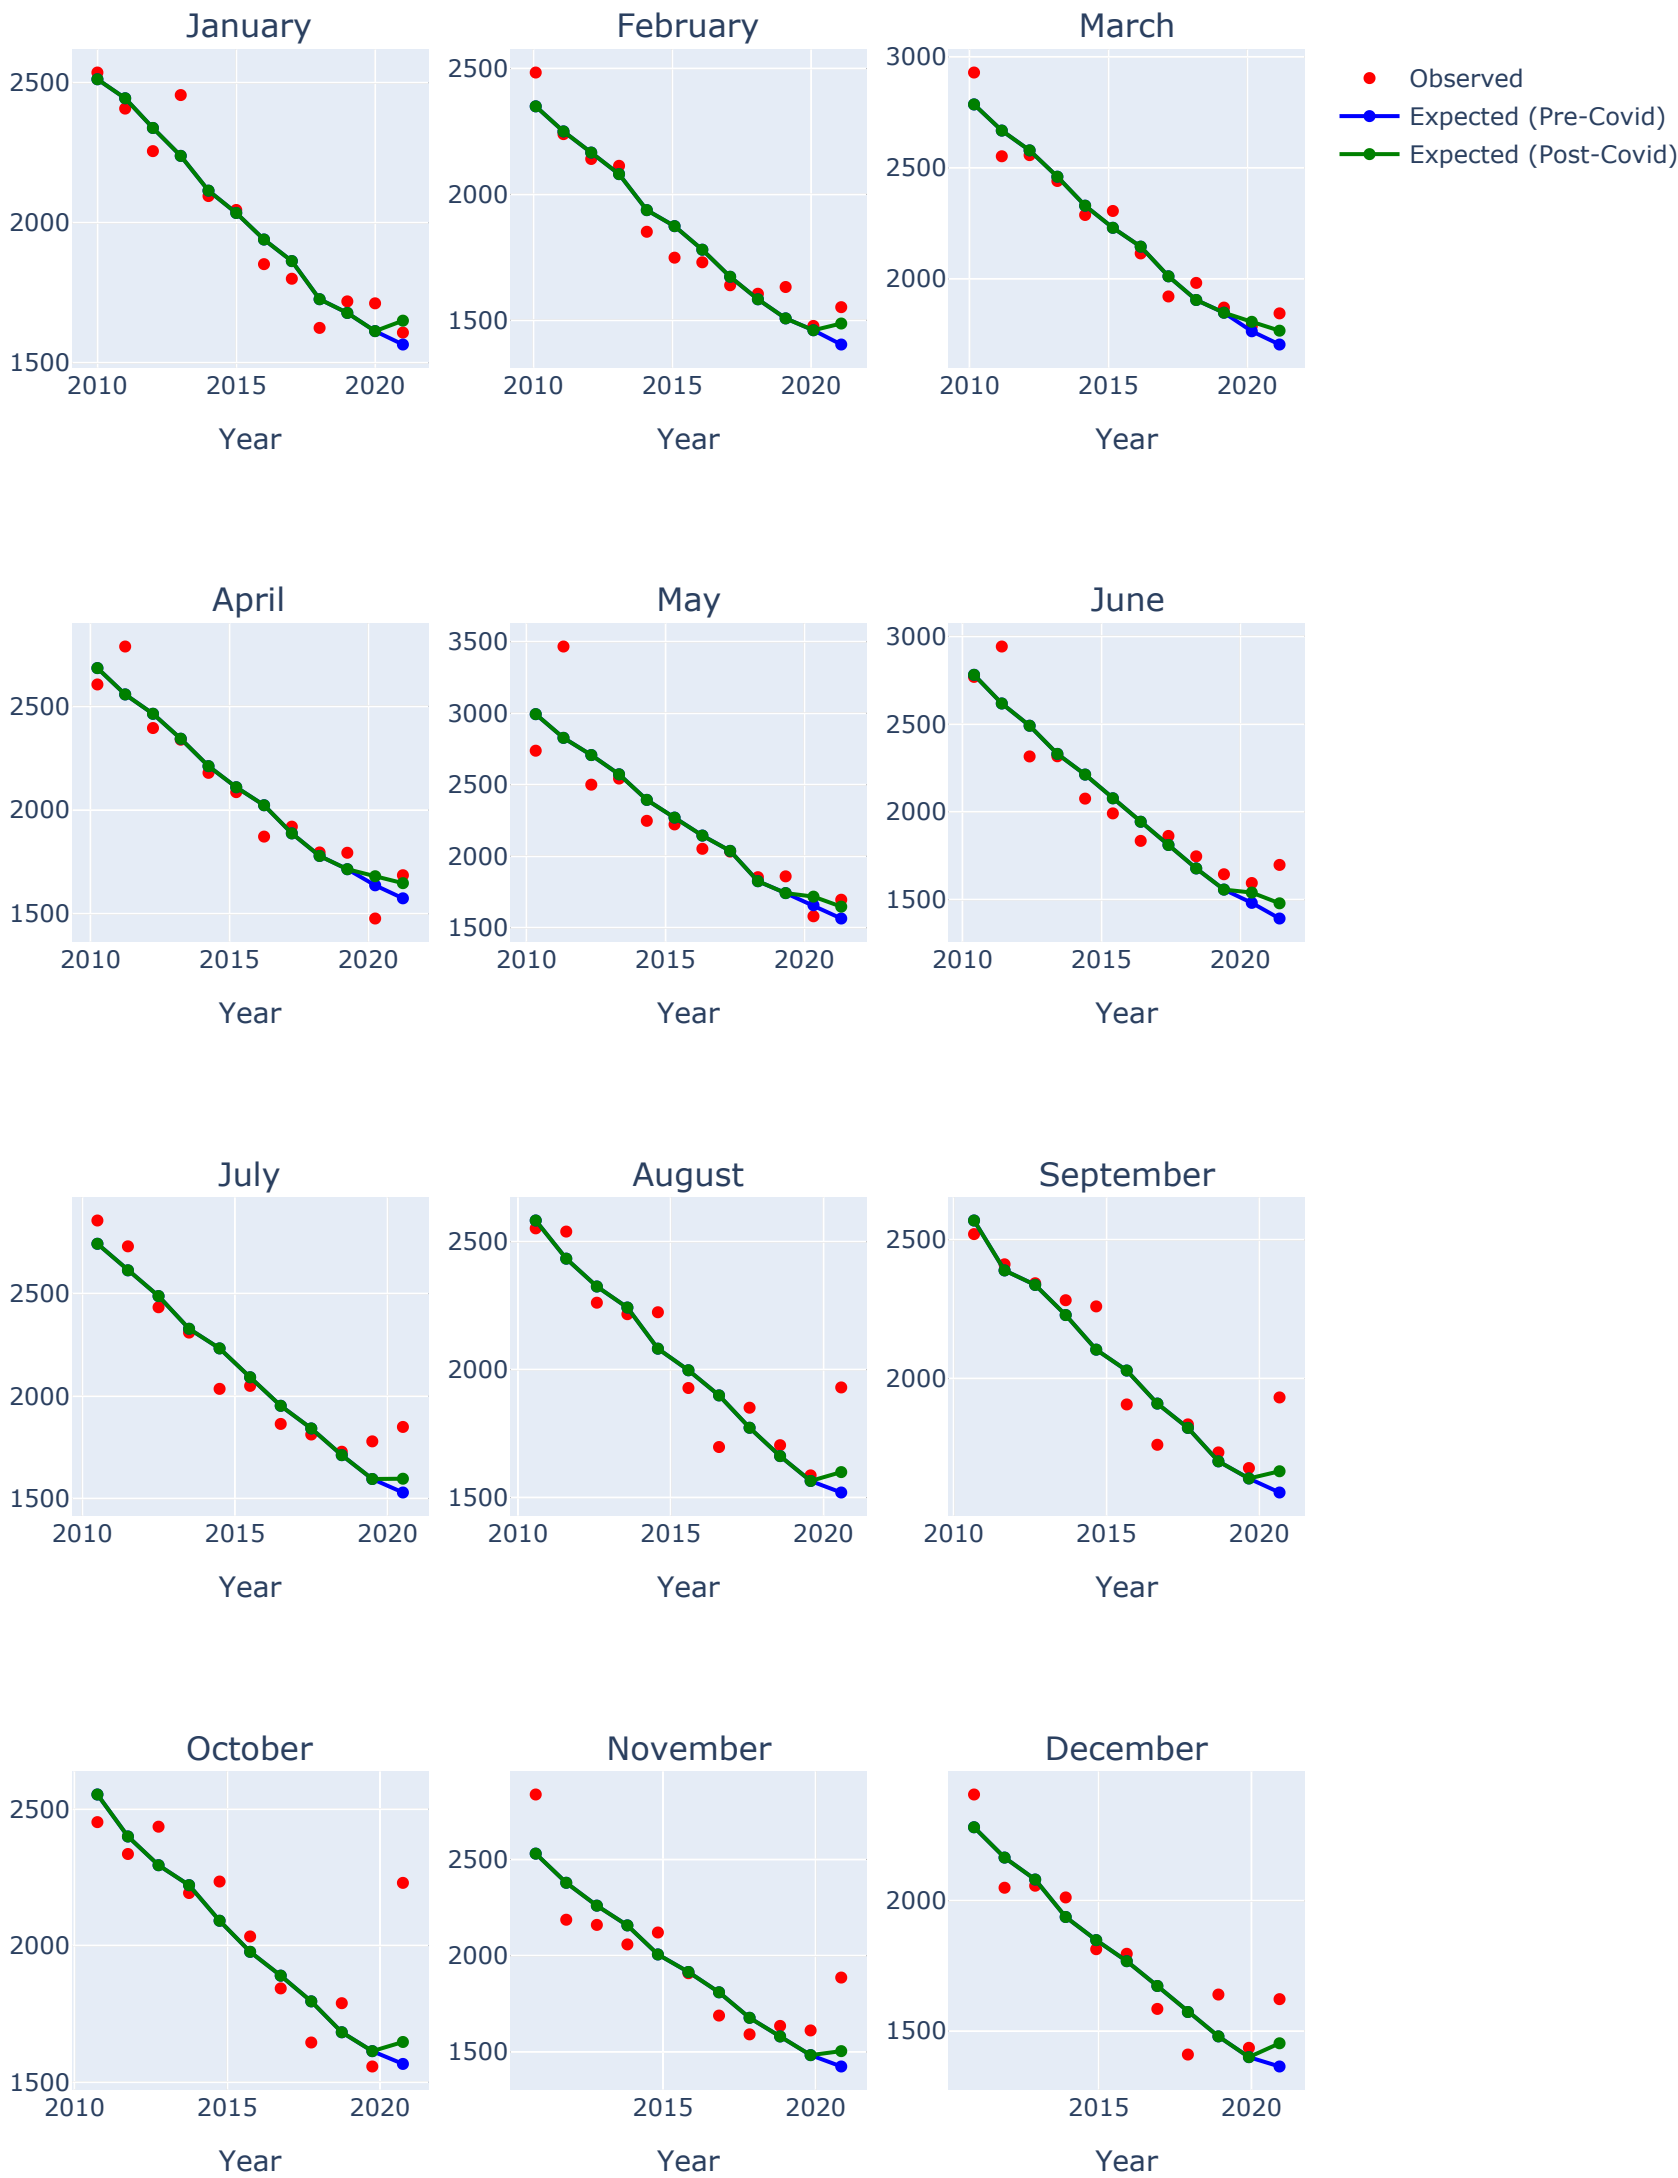 January
February
March
2500
2000
1500
2010
2015
2020
Year
2500
2000
1500
2010
2015
2020
Year
3000
2500
2000
2010
2015
2020
Year
Observed
Expected (Pre-Covid)
Expected (Post-Covid)
April
May
June
2500
2000
1500
2010
2015
2020
Year
3500
3000
2500
2000
1500
2010
2015
2020
Year
3000
2500
2000
1500
2010
2015
2020
Year
July
August
September
2500
2000
1500
2010
2015
2020
Year
2500
2000
1500
2010
2015
2020
Year
2500
2000
2010
2015
2020
Year
October
November
December
2500
2000
1500
2010
2015
2020
Year
2500
2000
1500
2015
2020
Year
2000
1500
2015
2020
Year